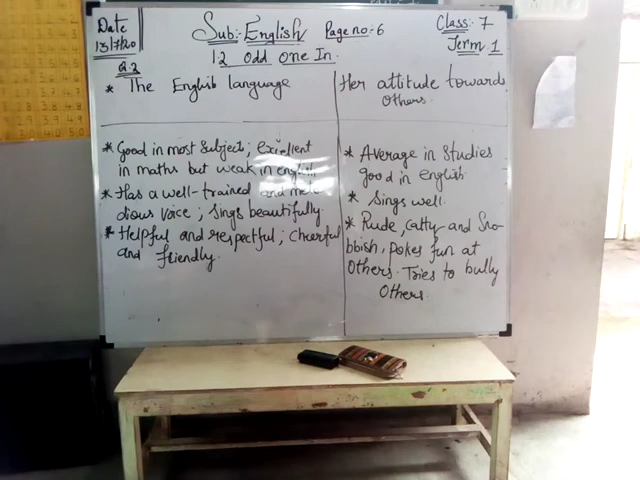 Date
13/7/20
Sub:- English Page no:- 6
Class: 7
Term 1
1.2 Odd One In.
Q.2
* The English language
Her attitude towards
Others.
* Good in most subjects; excellent
in maths but weak in english.
* Has a well-trained and melo
dious voice; sings beautifully.
* Helpful and respectful; cheerful
and friendly.
* Average in studies
good in english.
* Sings well.
* Rude, catty and Sno-
bbish, pokes fun at
Others. Tries to bully
Others.